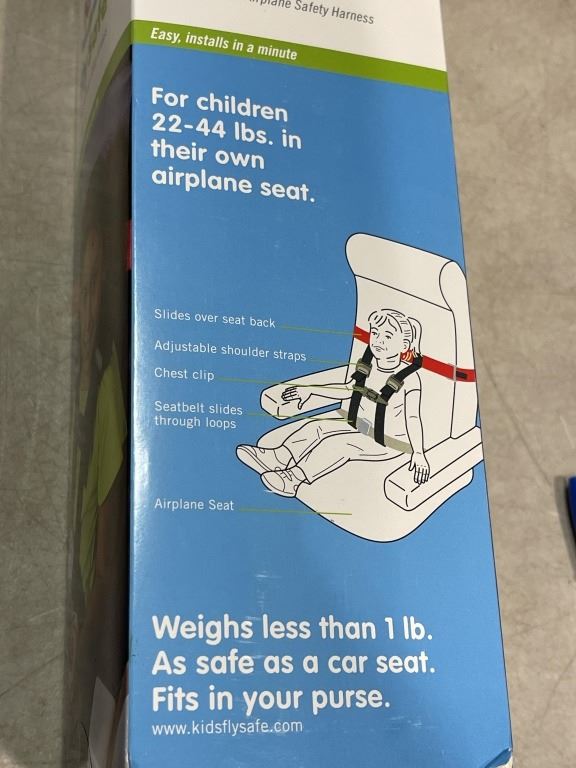 Airplane Safety Harness
Easy, installs in a minute
For children
22-44 lbs. in
their own
airplane seat.
Slides over seat back
Adjustable shoulder straps
Chest clip
Seatbelt slides
through loops
Airplane Seat
Weighs less than 1 lb.
As safe as a car seat.
Fits in your purse.
www.kidsflysafe.com